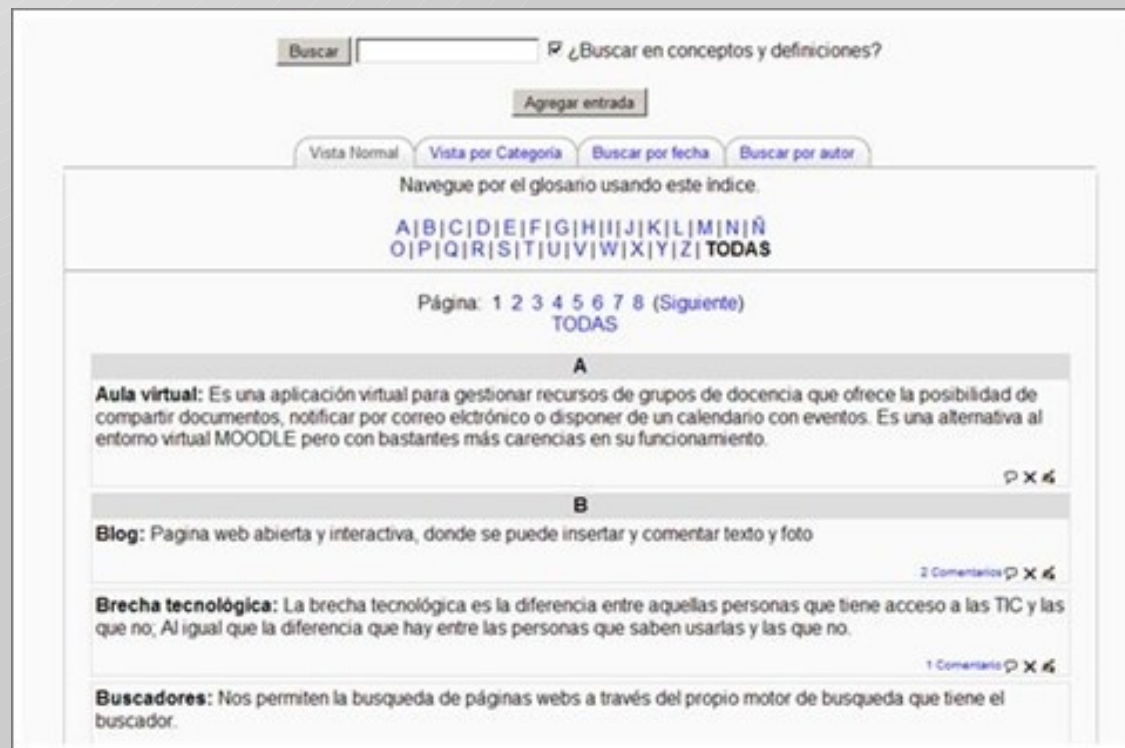 Buscar ¿Buscar en conceptos y definiciones?
Agregar entrada
Vista Normal Vista por Categoría Buscar por fecha Buscar por autor
Navegue por el glosario usando este índice.
A | B | C | D | E | F | G | H | I | J | K | L | M | N | Ñ
O | P | Q | R | S | T | U | V | W | X | Y | Z | TODAS
Página: 1 2 3 4 5 6 7 8 (Siguiente)
TODAS
A
Aula virtual: Es una aplicación virtual para gestionar recursos de grupos de docencia que ofrece la posibilidad de
compartir documentos, notificar por correo elctrónico o disponer de un calendario con eventos. Es una alternativa al
entorno virtual MOODLE pero con bastantes más carencias en su funcionamiento.
B
Blog: Pagina web abierta y interactiva, donde se puede insertar y comentar texto y foto
2 Comentarios
Brecha tecnológica: La brecha tecnológica es la diferencia entre aquellas personas que tiene acceso a las TIC y las
que no; Al igual que la diferencia que hay entre las personas que saben usarlas y las que no.
1 Comentario
Buscadores: Nos permiten la busqueda de páginas webs a través del propio motor de busqueda que tiene el
buscador.